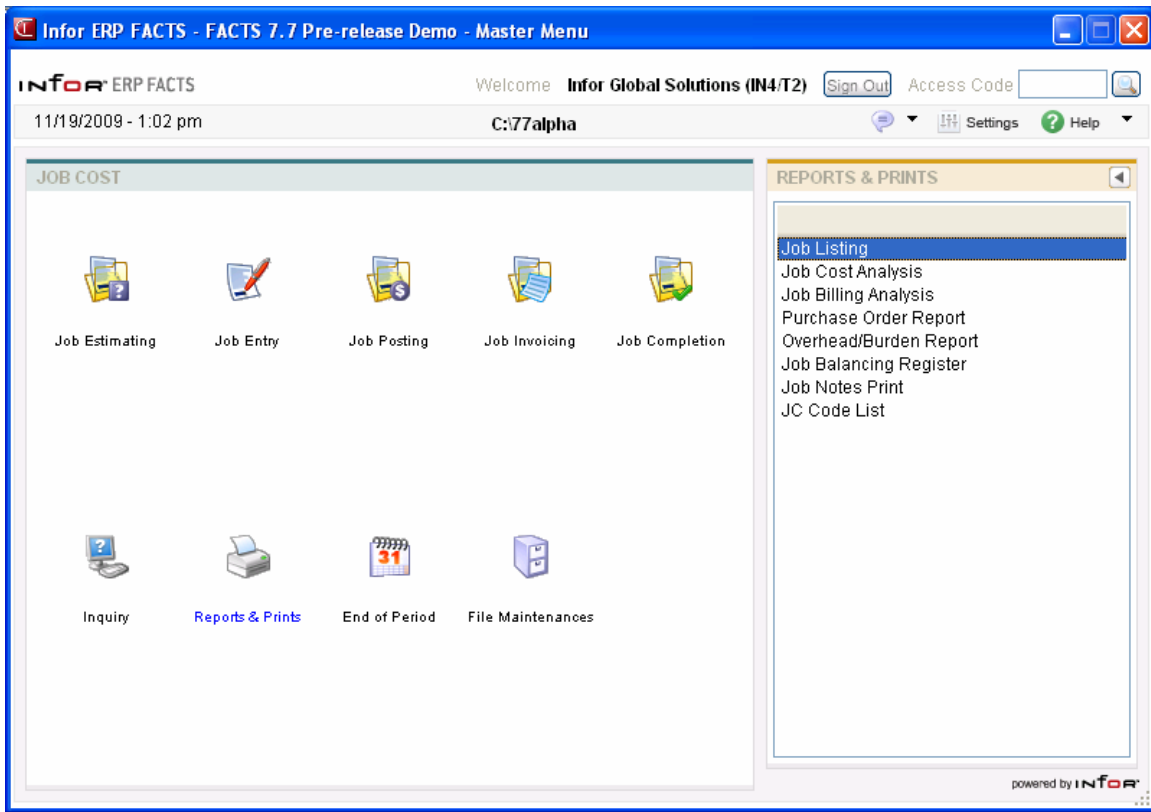 Infor ERP FACTS - FACTS 7.7 Pre-release Demo - Master Menu
infor ERP FACTS Welcome Infor Global Solutions (IN4/T2) Sign Out Access Code
11/19/2009 - 1:02 pm C:\77alpha Settings Help
JOB COST
Job Estimating Job Entry Job Posting Job Invoicing Job Completion
31
Inquiry Reports & Prints End of Period File Maintenances
REPORTS & PRINTS
Job Listing
Job Cost Analysis
Job Billing Analysis
Purchase Order Report
Overhead/Burden Report
Job Balancing Register
Job Notes Print
JC Code List
powered by infor